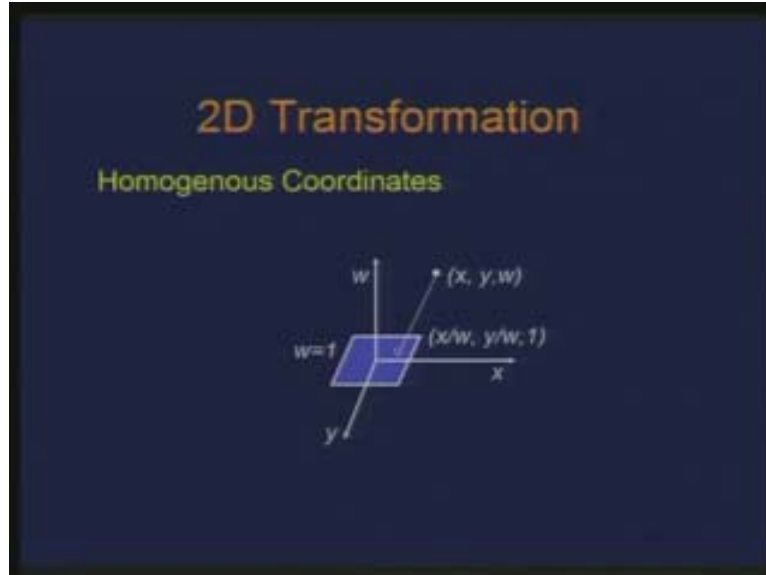 2D Transformation
Homogenous Coordinates
w
(x, y,w)
w=1
(x/w, y/w,1)
x
y